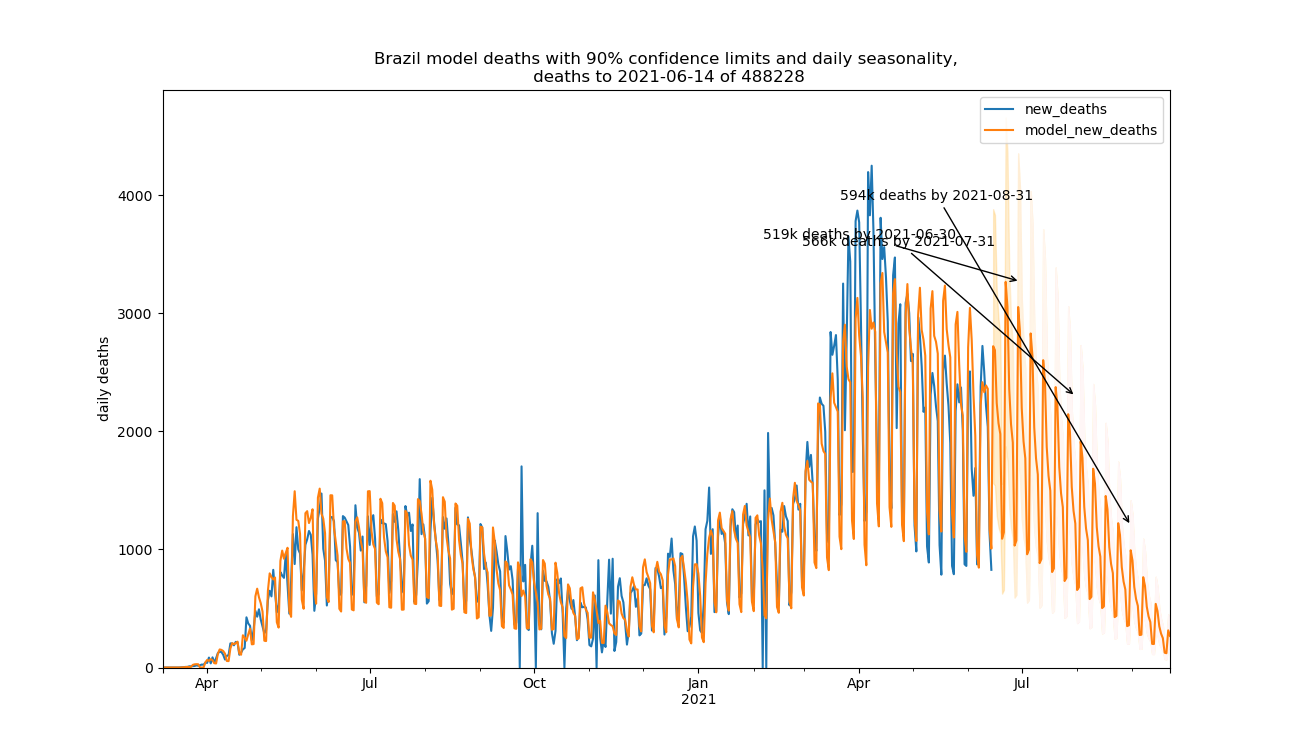 Brazil model deaths with 90% confidence limits and daily seasonality,
deaths to 2021-06-14 of 488228
new_deaths
model_new_deaths
594k deaths by 2021-08-31
519k deaths by 2021-06-30
566k deaths by 2021-07-31
daily deaths
4000
3000
2000
1000
0
Apr
Jul
Oct
Jan
2021
Apr
Jul